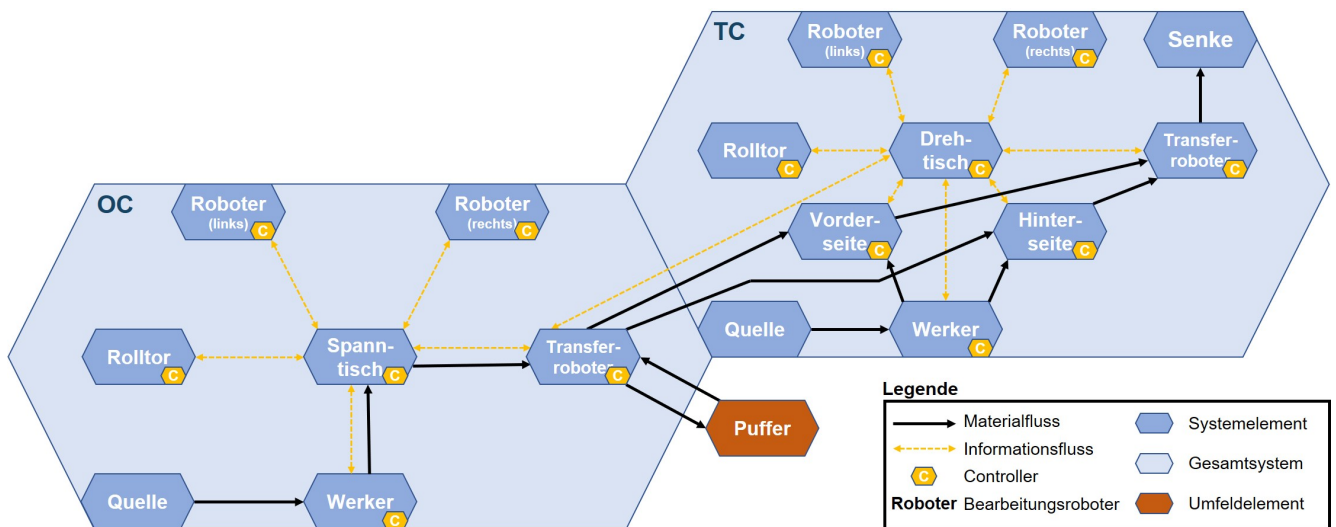 TC
Roboter
(links)
C
Roboter
(rechts)
C
Senke
Rolltor
C
Dreh-
tisch
C
Transfer-
roboter
C
OC
Roboter
(links)
C
Roboter
(rechts)
C
Vorder-
seite
C
Hinter-
seite
C
Quelle
Werker
C
Rolltor
C
Spann-
tisch
C
Transfer-
roboter
C
Puffer
Quelle
Werker
C
Legende
Materialfluss
Informationsfluss
C Controller
Roboter Bearbeitungsroboter
Systemelement
Gesamtsystem
Umfeldelement